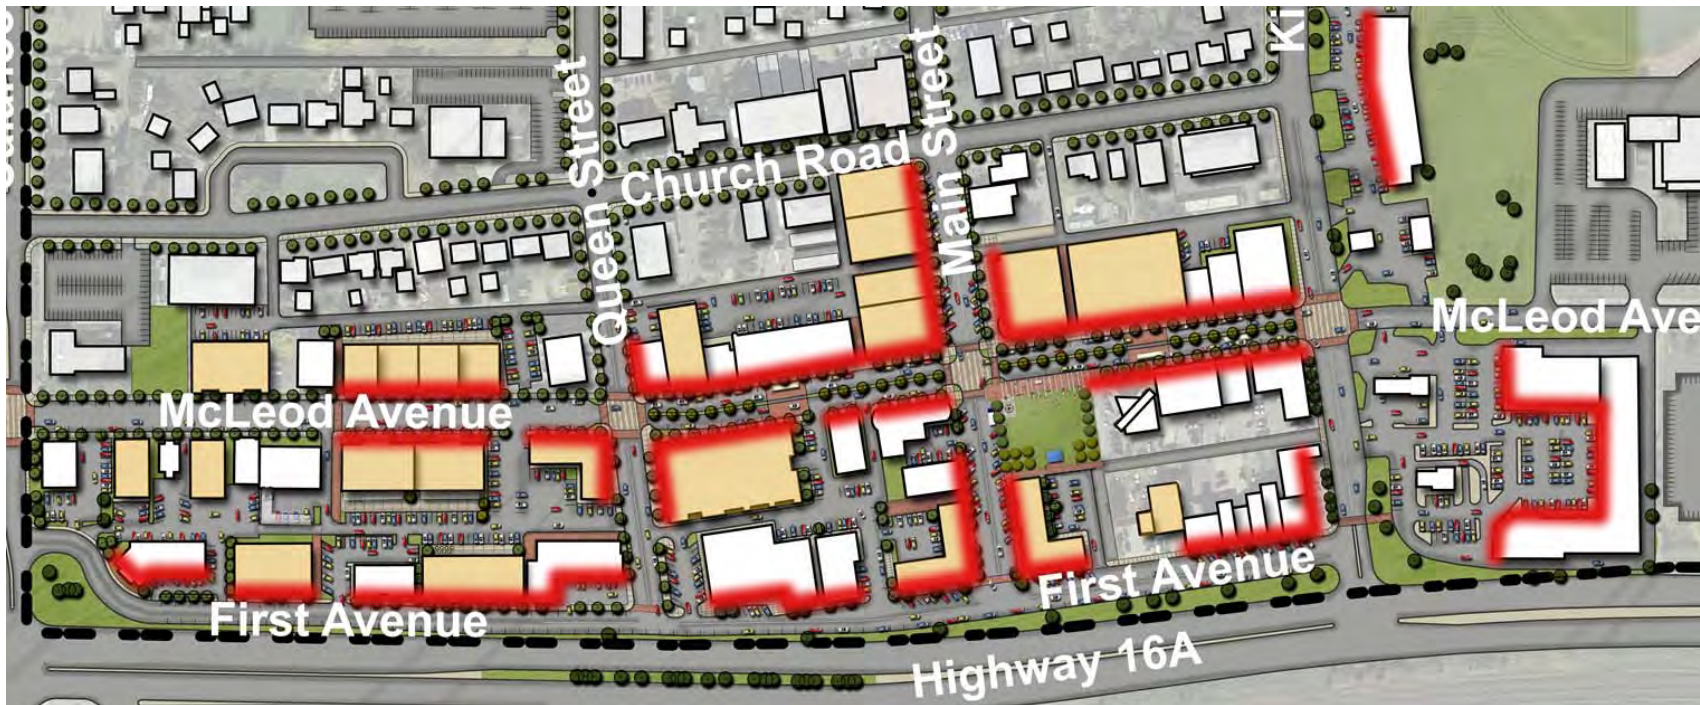 Queen Street
Church Road
Main Street
McLeod Ave
McLeod Avenue
First Avenue
First Avenue
Highway 16A